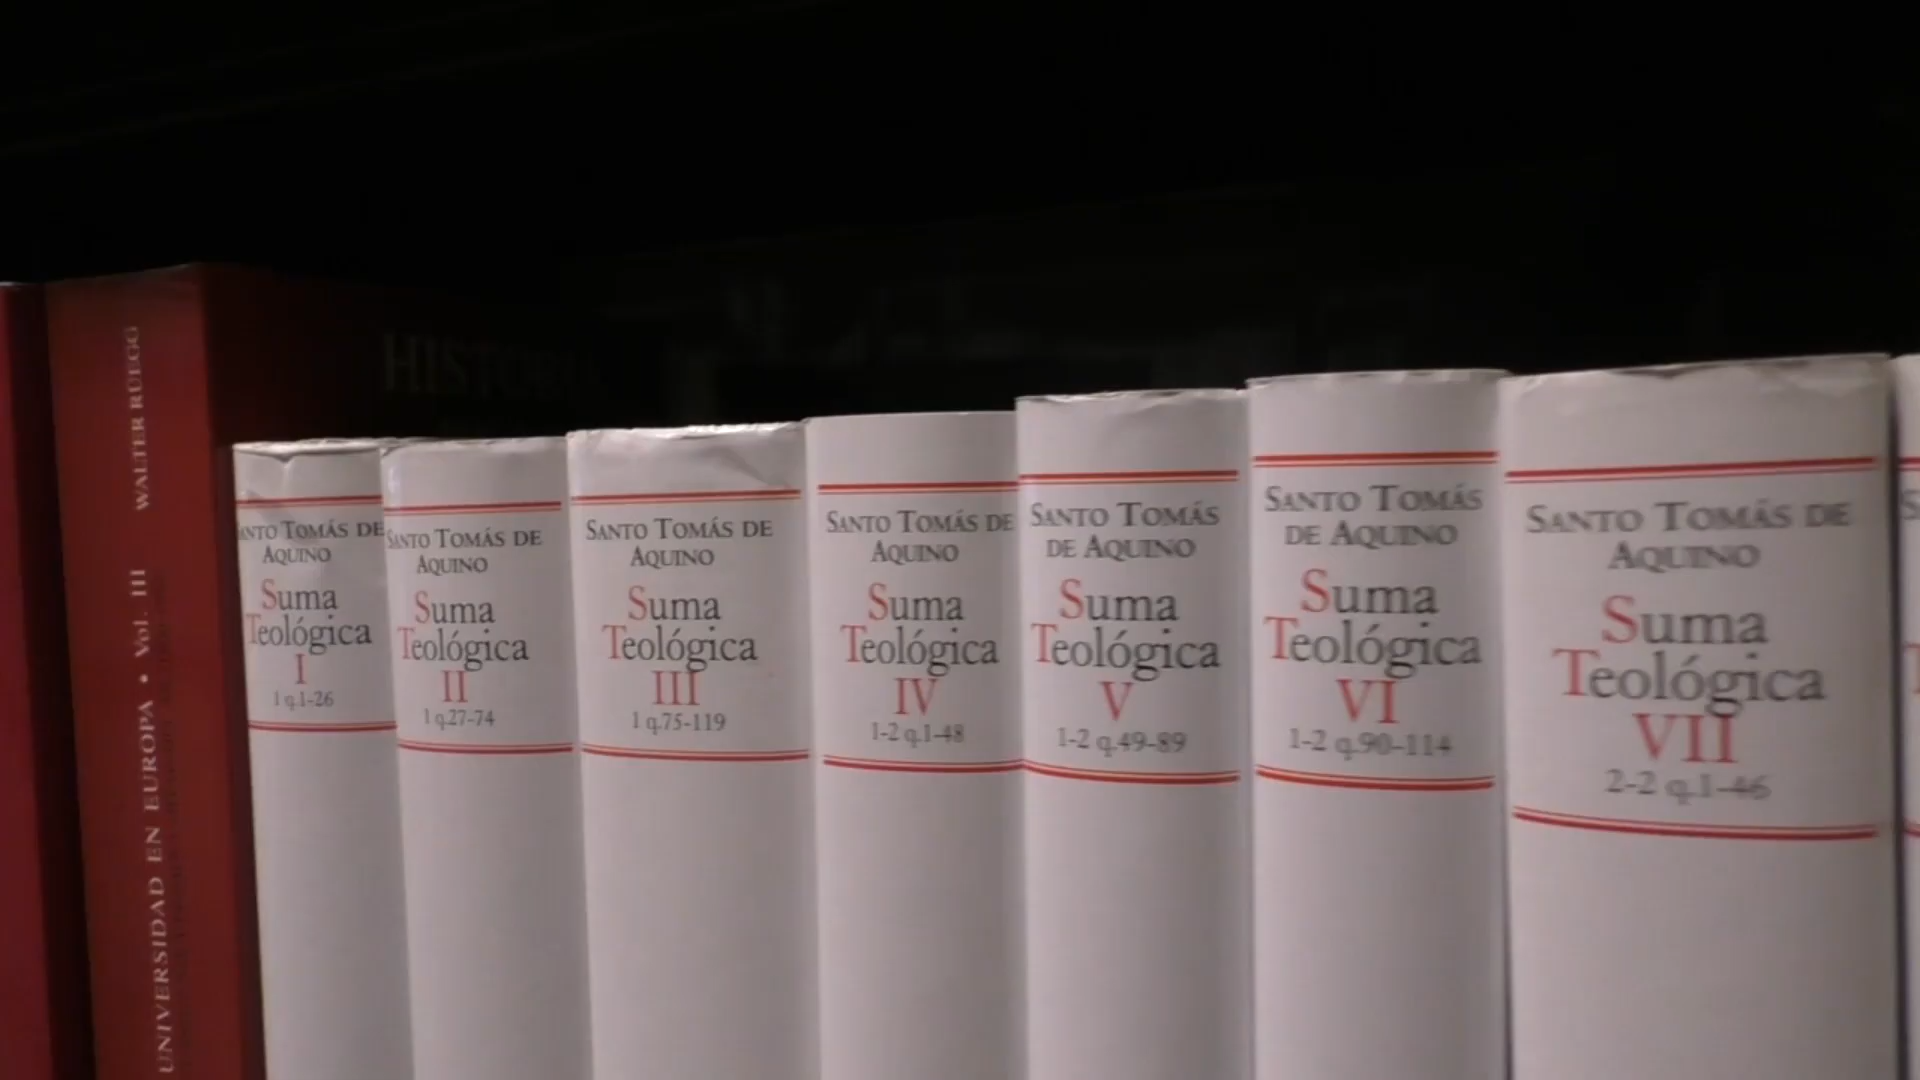 WALTER RÜEGG
UNIVERSIDAD EN EUROPA • Vol. III
HISTORIA
SANTO TOMÁS DE
AQUINO
Suma
Teológica
I
1 q.1-26
SANTO TOMÁS DE
AQUINO
Suma
Teológica
II
1 q.27-74
SANTO TOMÁS DE
AQUINO
Suma
Teológica
III
1 q.75-119
SANTO TOMÁS DE
AQUINO
Suma
Teológica
IV
1-2 q.1-48
SANTO TOMÁS
DE AQUINO
Suma
Teológica
V
1-2 q.49-89
SANTO TOMÁS
DE AQUINO
Suma
Teológica
VI
1-2 q.90-114
SANTO TOMÁS DE
AQUINO
Suma
Teológica
VII
2-2 q.1-46